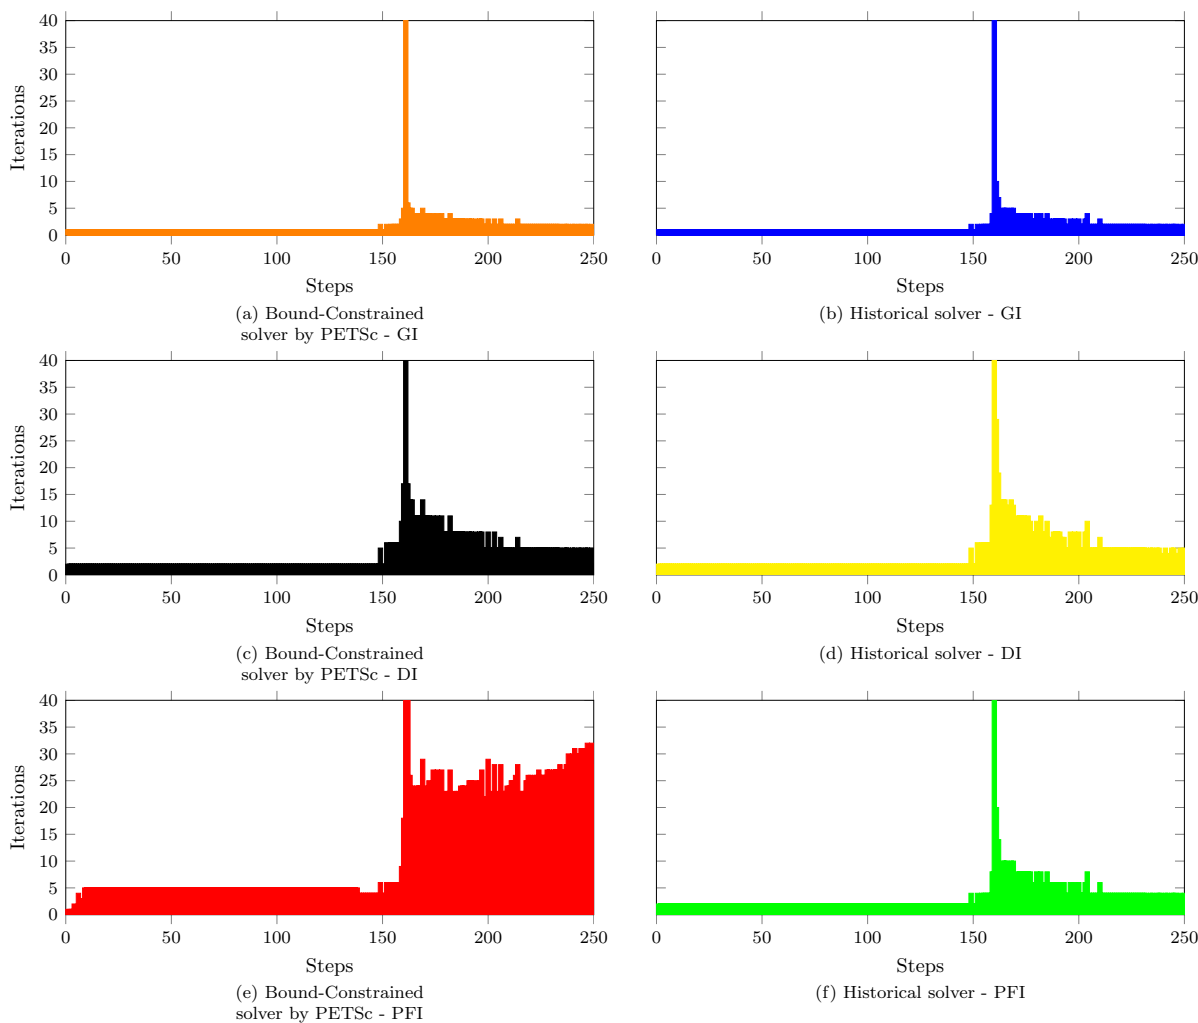 40
35
30
25
20
15
10
5
0
Iterations
0 50 100 150 200 250
Steps
(a) Bound-Constrained
solver by PETSc - GI
0 50 100 150 200 250
Steps
(b) Historical solver - GI
40
35
30
25
20
15
10
5
0
Iterations
0 50 100 150 200 250
Steps
(c) Bound-Constrained
solver by PETSc - DI
0 50 100 150 200 250
Steps
(d) Historical solver - DI
40
35
30
25
20
15
10
5
0
Iterations
0 50 100 150 200 250
Steps
(e) Bound-Constrained
solver by PETSc - PFI
0 50 100 150 200 250
Steps
(f) Historical solver - PFI